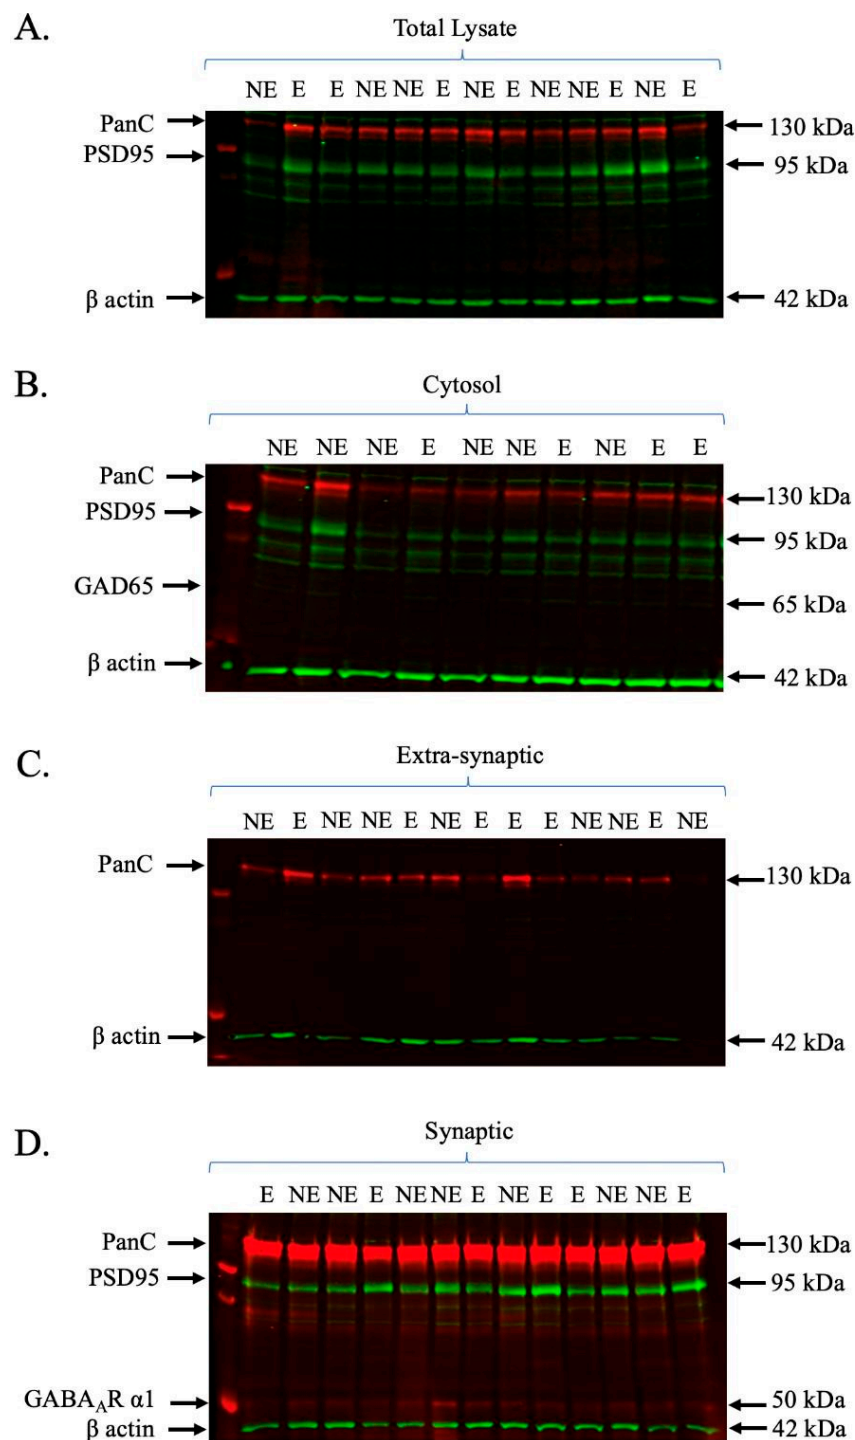 A.
Total Lysate
NE E E NE NE E NE E NE NE E NE E
PanC
130 kDa
PSD95
95 kDa
β actin
42 kDa
B.
Cytosol
NE NE NE E NE NE E NE E E
PanC
130 kDa
PSD95
95 kDa
GAD65
65 kDa
β actin
42 kDa
C.
Extra-synaptic
NE E NE NE E NE E E E NE NE E NE
PanC
130 kDa
β actin
42 kDa
D.
Synaptic
E NE NE E NE NE E NE E E NE NE E
PanC
130 kDa
PSD95
95 kDa
GABAAR α1
50 kDa
β actin
42 kDa